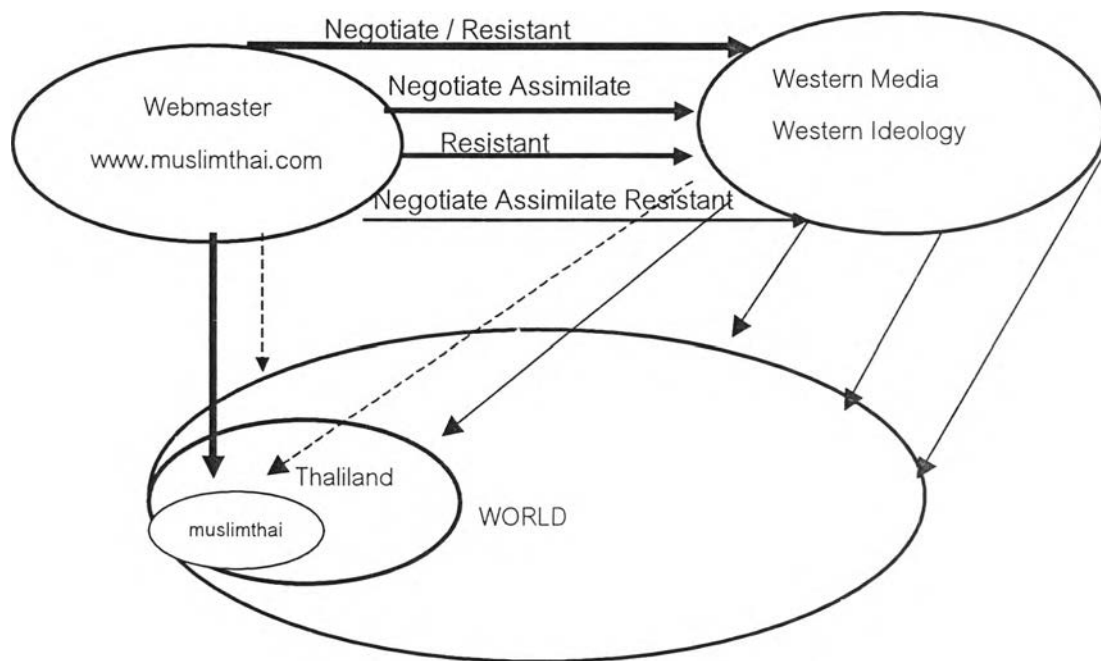 Negotiate / Resistant
Negotiate Assimilate
Resistant
Negotiate Assimilate Resistant
Webmaster
www.muslimthai.com
Western Media
Western Ideology
Thaliland
muslimthai
WORLD